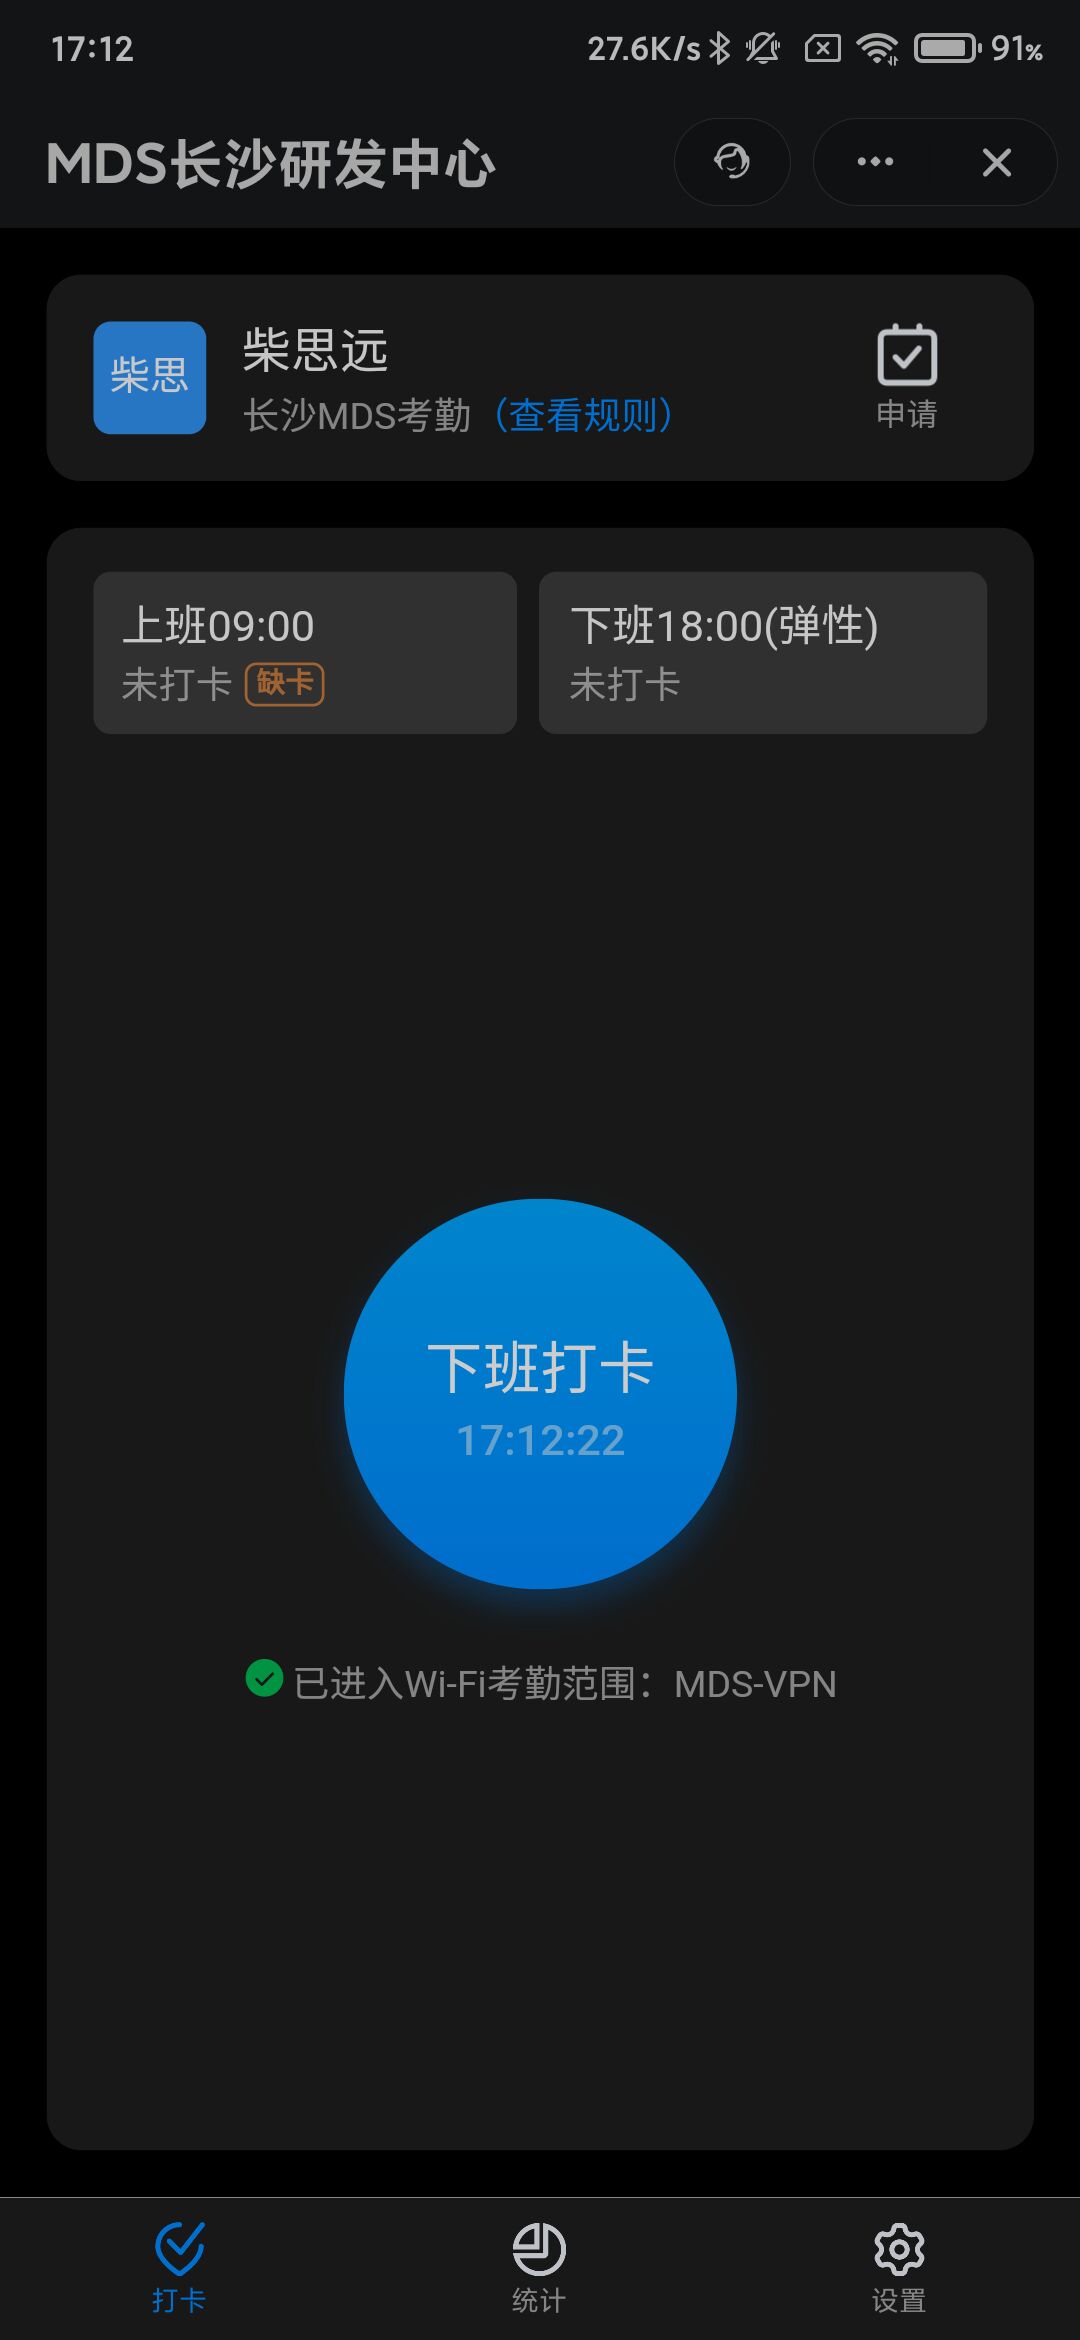 17:12 27.6K/s 91%
MDS长沙研发中心
柴思 柴思远
长沙MDS考勤（查看规则）
申请
上班09:00
未打卡 缺卡
下班18:00(弹性)
未打卡
下班打卡
17:12:22
已进入Wi-Fi考勤范围：MDS-VPN
打卡 统计 设置